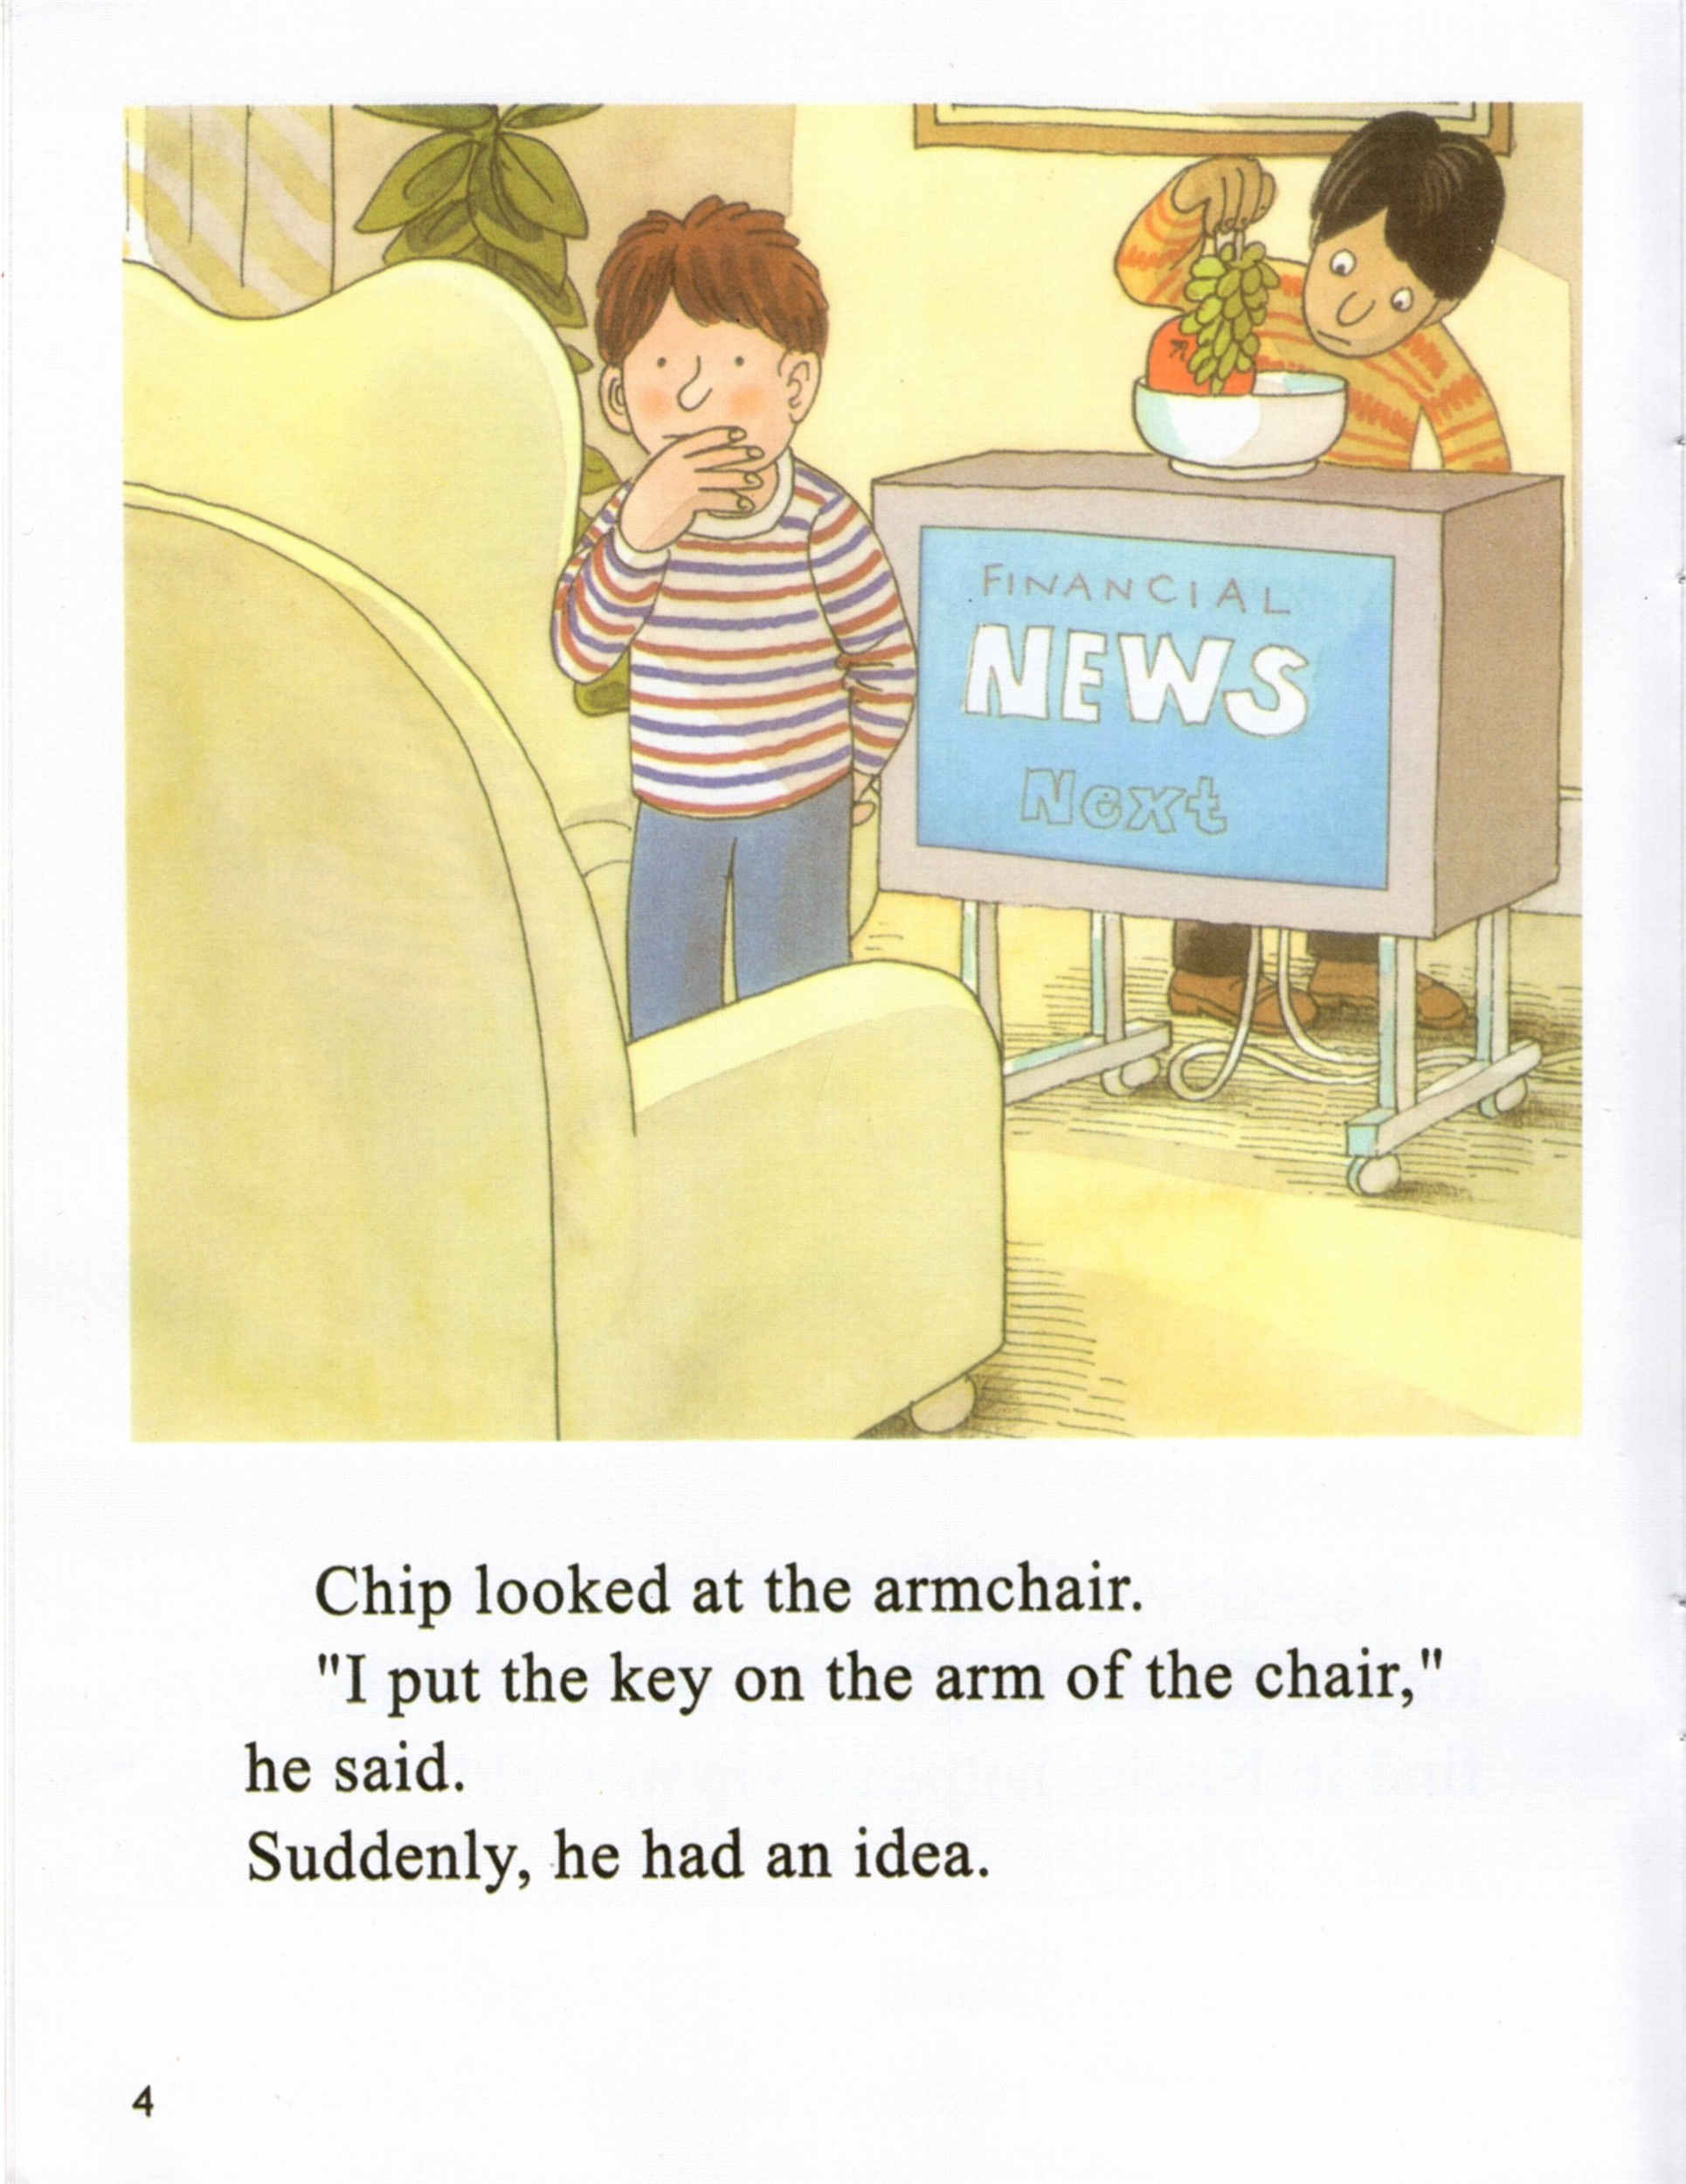 FINANCIAL
NEWS
Next
Chip looked at the armchair.
"I put the key on the arm of the chair,"
he said.
Suddenly, he had an idea.
4